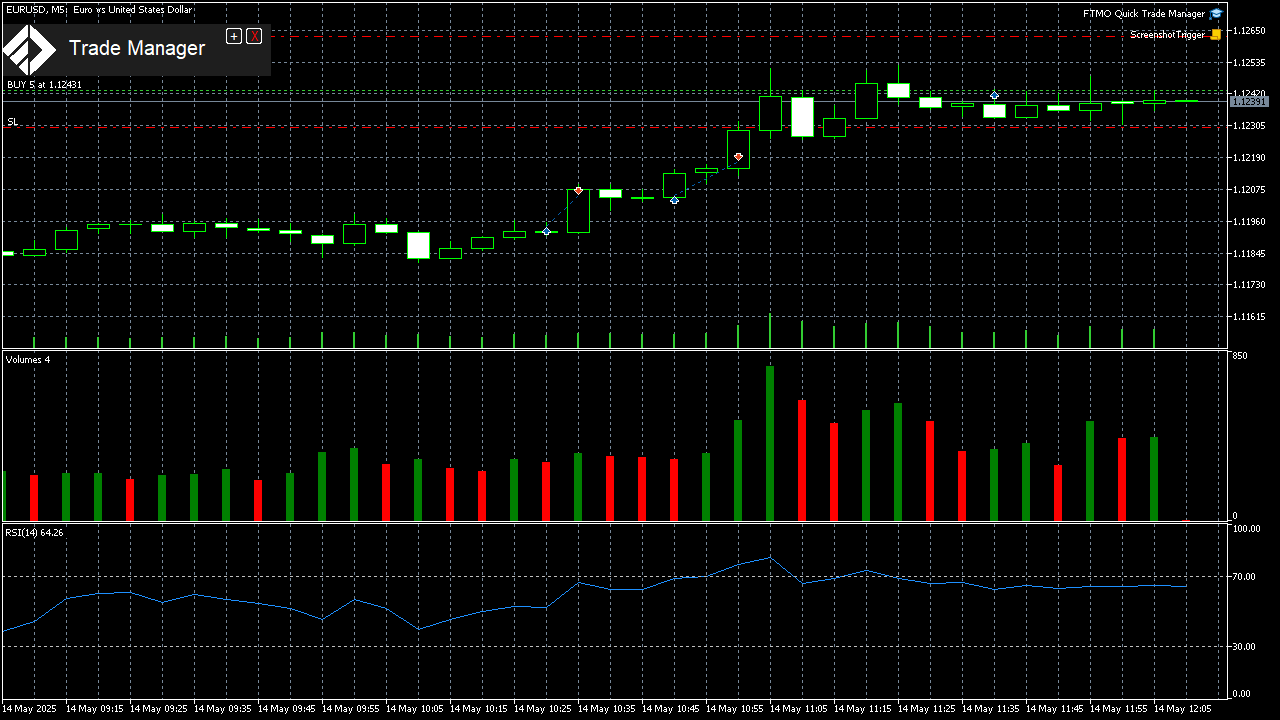 EURUSD, M5: Euro vs United States Dollar
FTMO Quick Trade Manager
ScreenshotTrigger
Trade Manager
+ X
BUY 5 at 1.12431
SL
1.12650
1.12535
1.12420
1.12391
1.12305
1.12190
1.12075
1.11960
1.11845
1.11730
1.11615
Volumes 4
850
0
RSI(14) 64.26
100.00
70.00
30.00
0.00
14 May 2025 14 May 09:15 14 May 09:25 14 May 09:35 14 May 09:45 14 May 09:55 14 May 10:05 14 May 10:15 14 May 10:25 14 May 10:35 14 May 10:45 14 May 10:55 14 May 11:05 14 May 11:15 14 May 11:25 14 May 11:35 14 May 11:45 14 May 11:55 14 May 12:05